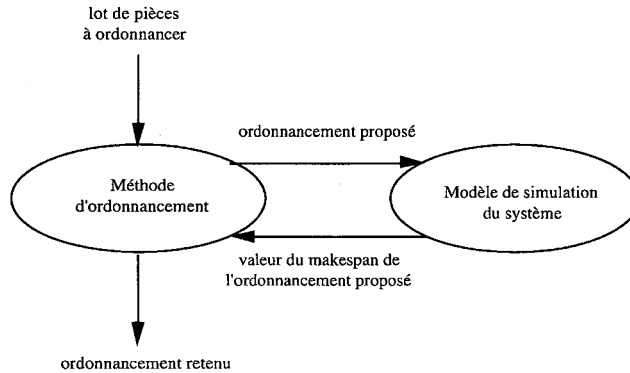 lot de pièces
à ordonnancer
ordonnancement proposé
Méthode
d'ordonnancement
Modèle de simulation
du système
valeur du makespan de
l'ordonnancement proposé
ordonnancement retenu